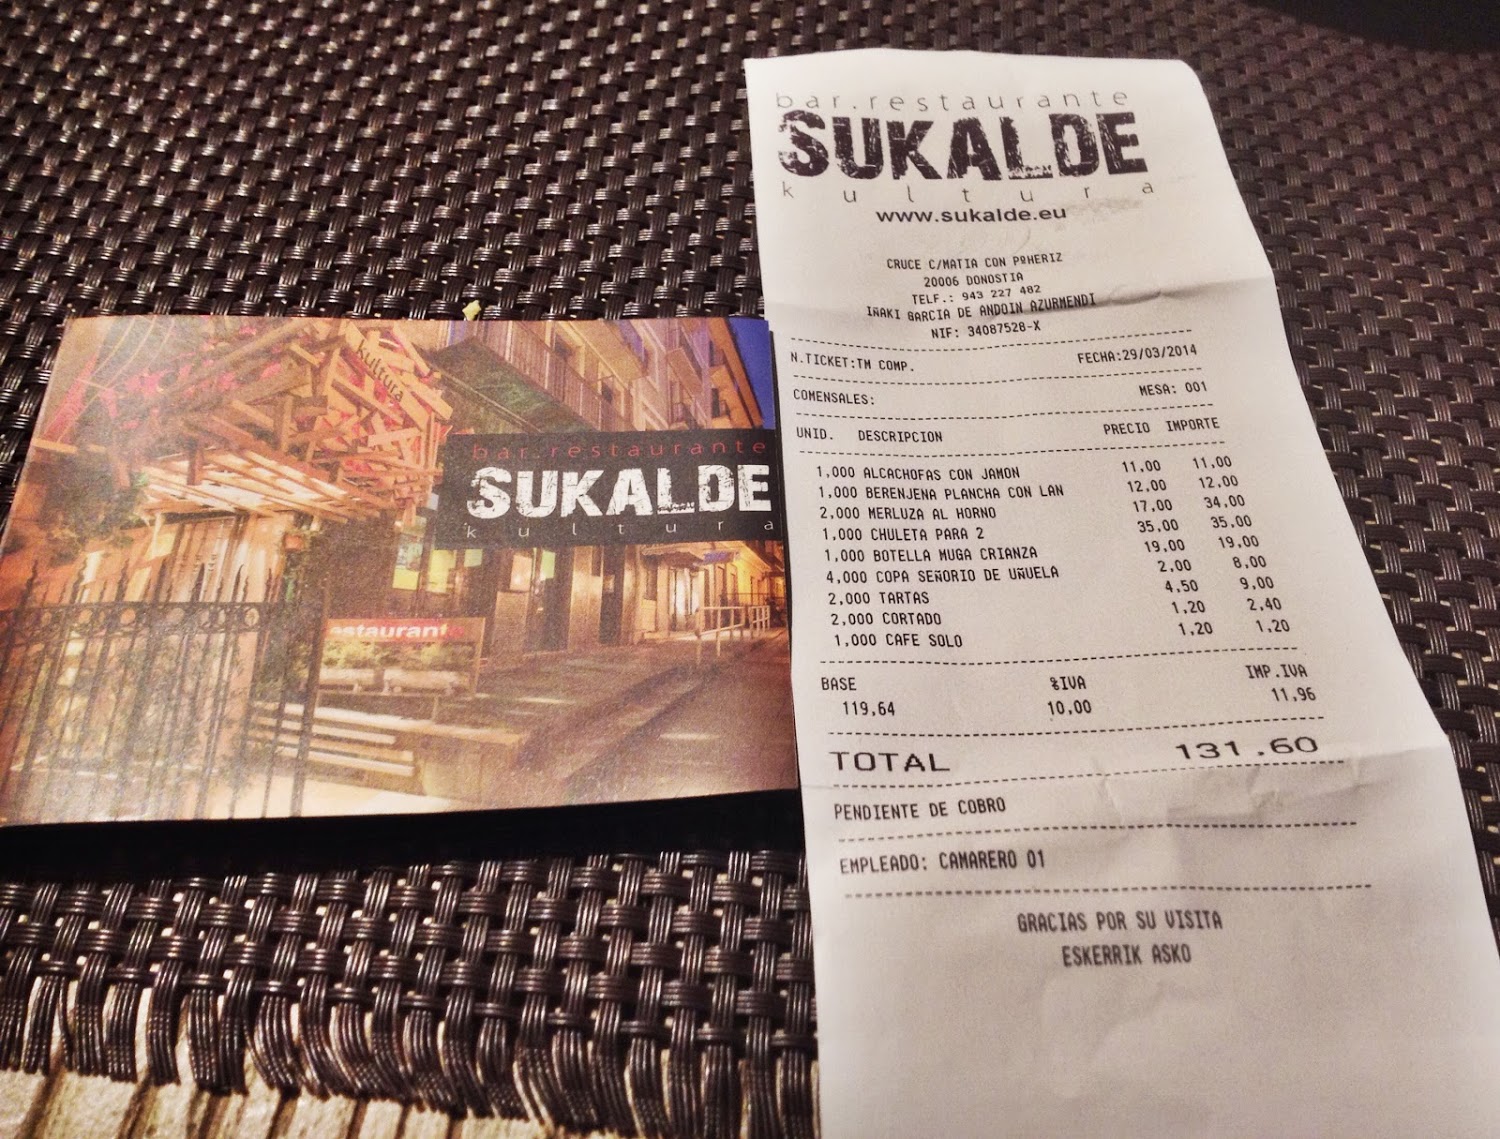 kultura
bar.restaurante
SUKALDE
kultura
estaurant
bar.restaurante
SUKALDE
kultura
www.sukalde.eu
CRUCE C/MATIA CON PºHERIZ
20006 DONOSTIA
TELF.: 943 227 482
IÑAKI GARCIA DE ANDOIN AZURMENDI
NIF: 34087528-X
N.TICKET:TM COMP. FECHA:29/03/2014
COMENSALES: MESA: 001
UNID. DESCRIPCION PRECIO IMPORTE
1,000 ALCACHOFAS CON JAMON 11,00 11,00
1,000 BERENJENA PLANCHA CON LAN 12,00 12,00
2,000 MERLUZA AL HORNO 17,00 34,00
1,000 CHULETA PARA 2 35,00 35,00
1,000 BOTELLA MUGA CRIANZA 19,00 19,00
4,000 COPA SEÑORIO DE UÑUELA 2,00 8,00
2,000 TARTAS 4,50 9,00
2,000 CORTADO 1,20 2,40
1,000 CAFE SOLO 1,20 1,20
BASE %IVA IMP.IVA
119,64 10,00 11,96
TOTAL 131.60
PENDIENTE DE COBRO
EMPLEADO: CAMARERO 01
GRACIAS POR SU VISITA
ESKERRIK ASKO